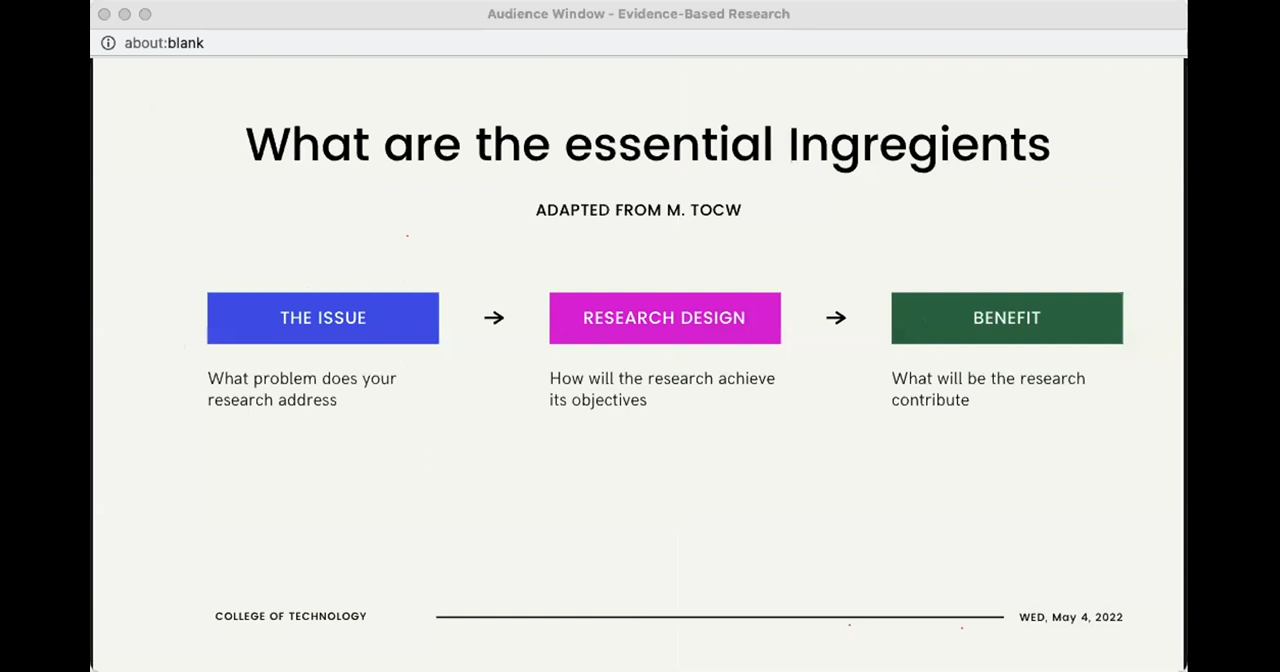 Audience Window - Evidence-Based Research
about:blank
What are the essential Ingregients
ADAPTED FROM M. TOCW
THE ISSUE
What problem does your
research address
RESEARCH DESIGN
How will the research achieve
its objectives
BENEFIT
What will be the research
contribute
COLLEGE OF TECHNOLOGY
WED, May 4, 2022